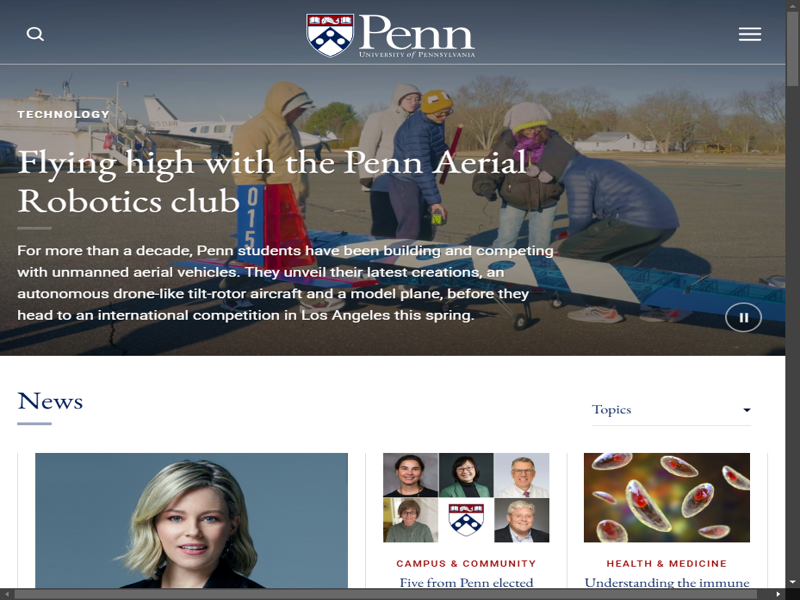 Penn
UNIVERSITY of PENNSYLVANIA
TECHNOLOGY
Flying high with the Penn Aerial
Robotics club
015
For more than a decade, Penn students have been building and competing
with unmanned aerial vehicles. They unveil their latest creations, an
autonomous drone-like tilt-rotor aircraft and a model plane, before they
head to an international competition in Los Angeles this spring.
News
Topics
CAMPUS & COMMUNITY
HEALTH & MEDICINE
Five from Penn elected
Understanding the immune